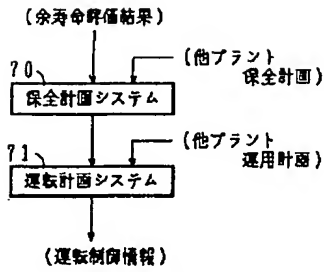 (余寿命評価結果)
70
(他プラント
保全計画)
保全計画システム
71
(他プラント
運用計画)
運転計画システム
(運転制御情報)